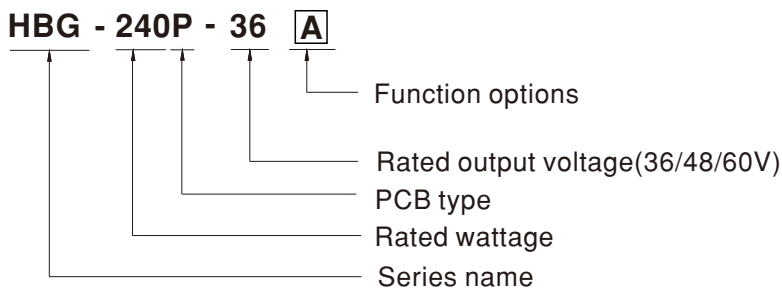 HBG - 240P - 36 A
Function options
Rated output voltage(36/48/60V)
PCB type
Rated wattage
Series name